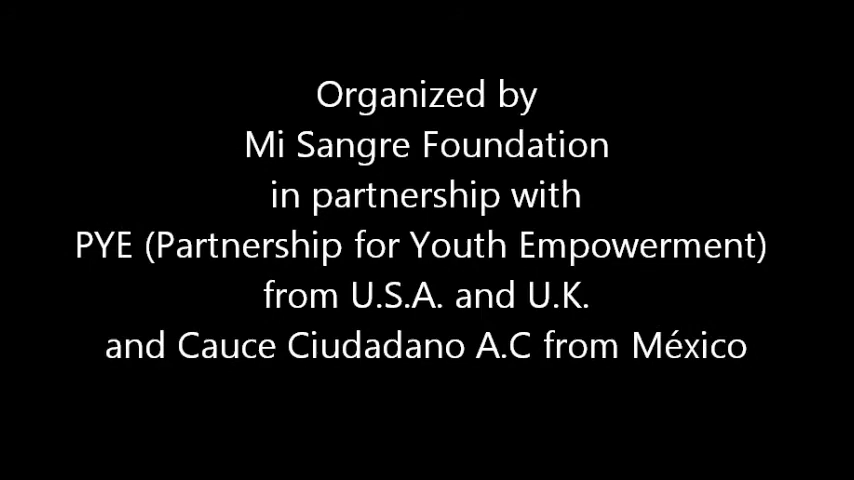 Organized by
Mi Sangre Foundation
in partnership with
PYE (Partnership for Youth Empowerment)
from U.S.A. and U.K.
and Cauce Ciudadano A.C from México